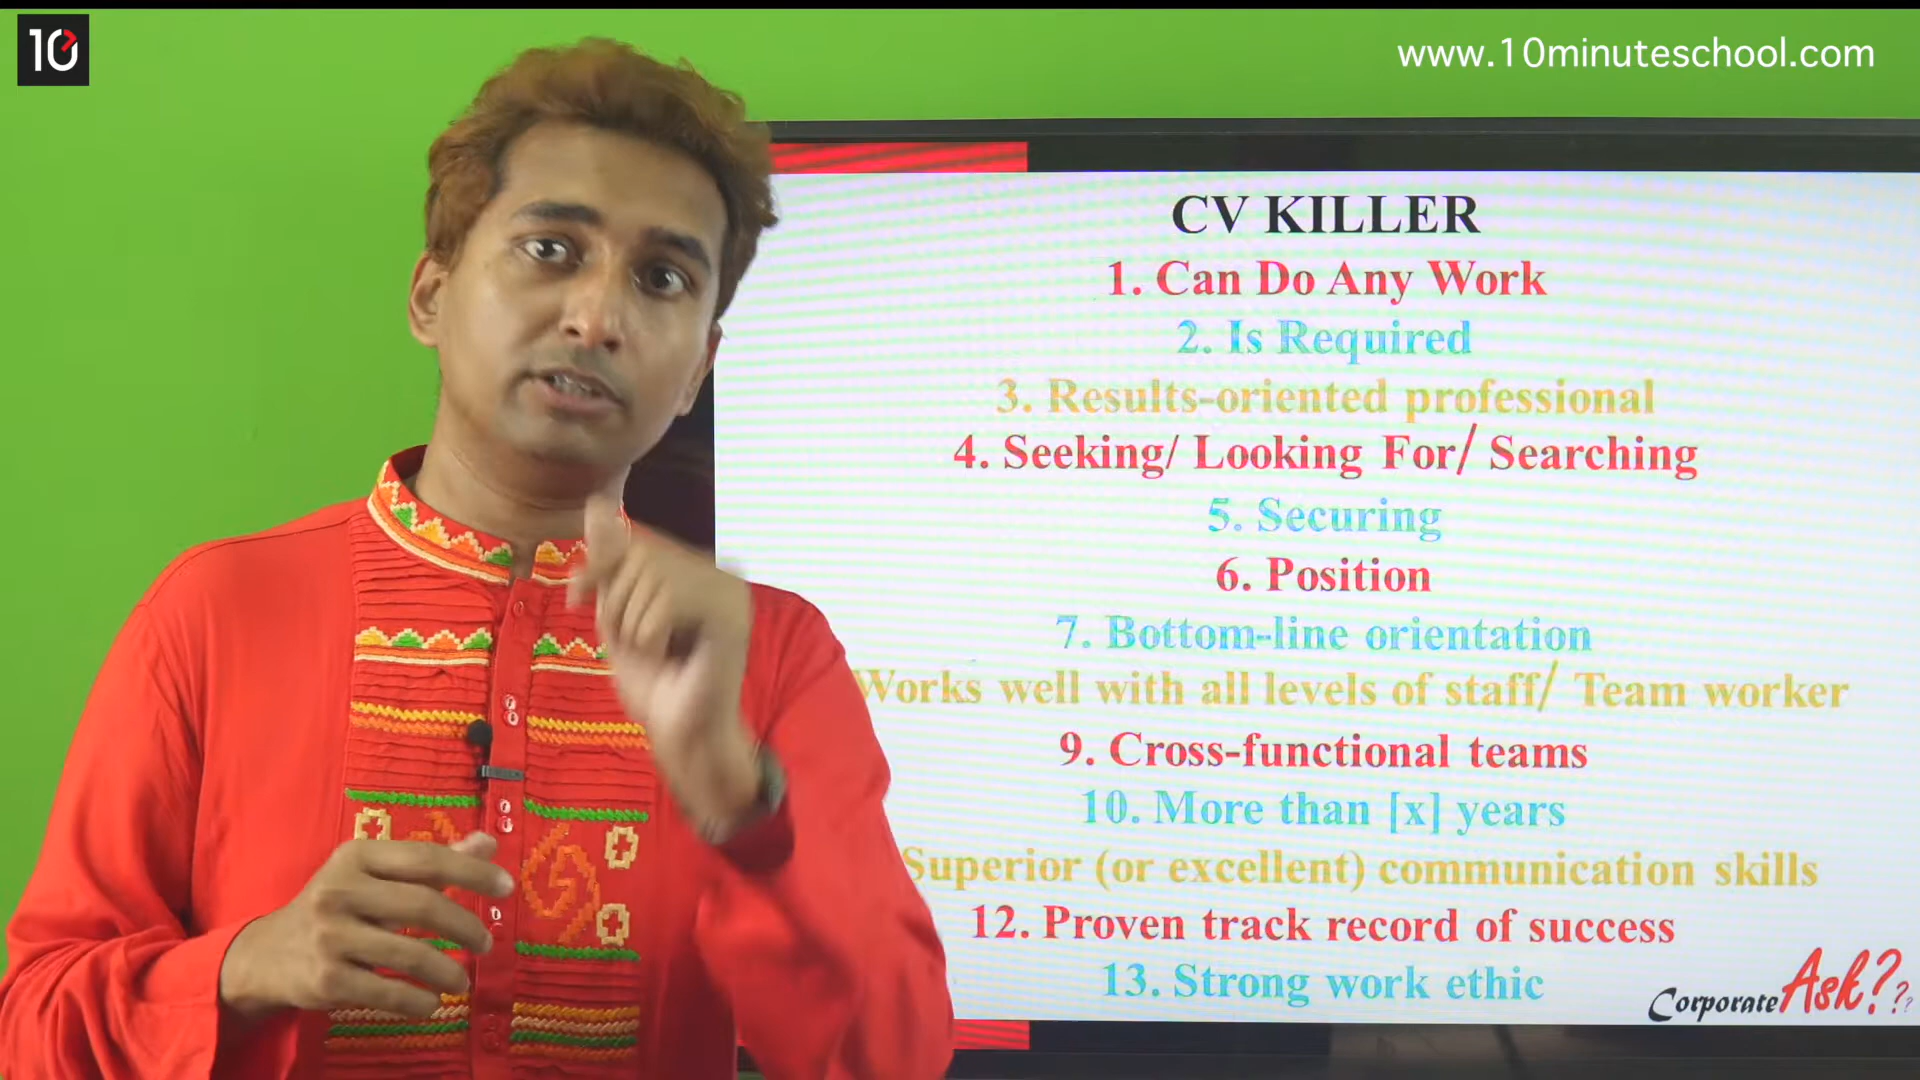 10
www.10minuteschool.com
CV KILLER
1. Can Do Any Work
2. Is Required
3. Results-oriented professional
4. Seeking/ Looking For/ Searching
5. Securing
6. Position
7. Bottom-line orientation
Works well with all levels of staff/ Team worker
9. Cross-functional teams
10. More than [x] years
Superior (or excellent) communication skills
12. Proven track record of success
13. Strong work ethic
Corporate Ask???